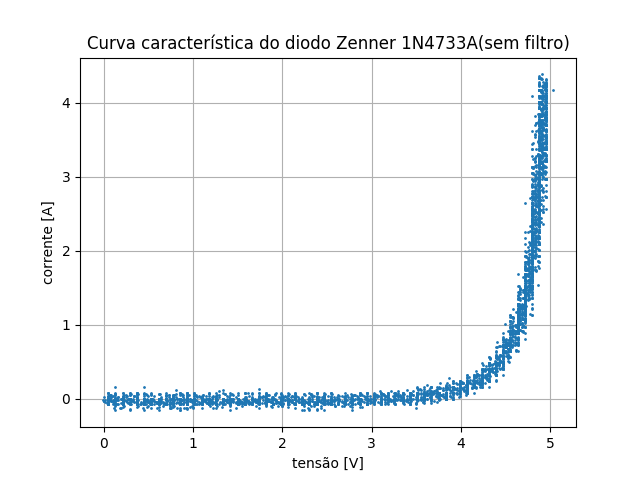 Curva característica do diodo Zenner 1N4733A(sem filtro)
4
3
2
1
0
corrente [A]
0 1 2 3 4 5
tensão [V]